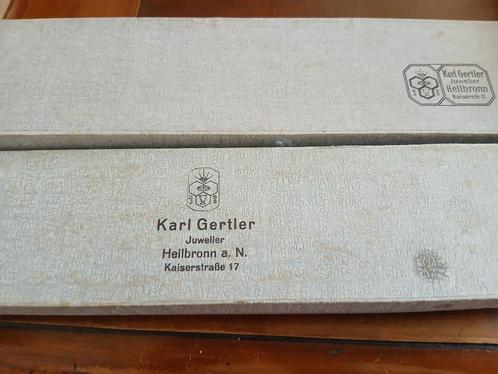 Karl Gertler
Juwelier
Heilbronn
Kaiserstraße 17
Karl Gertler
Juwelier
Heilbronn a. N.
Kaiserstraße 17